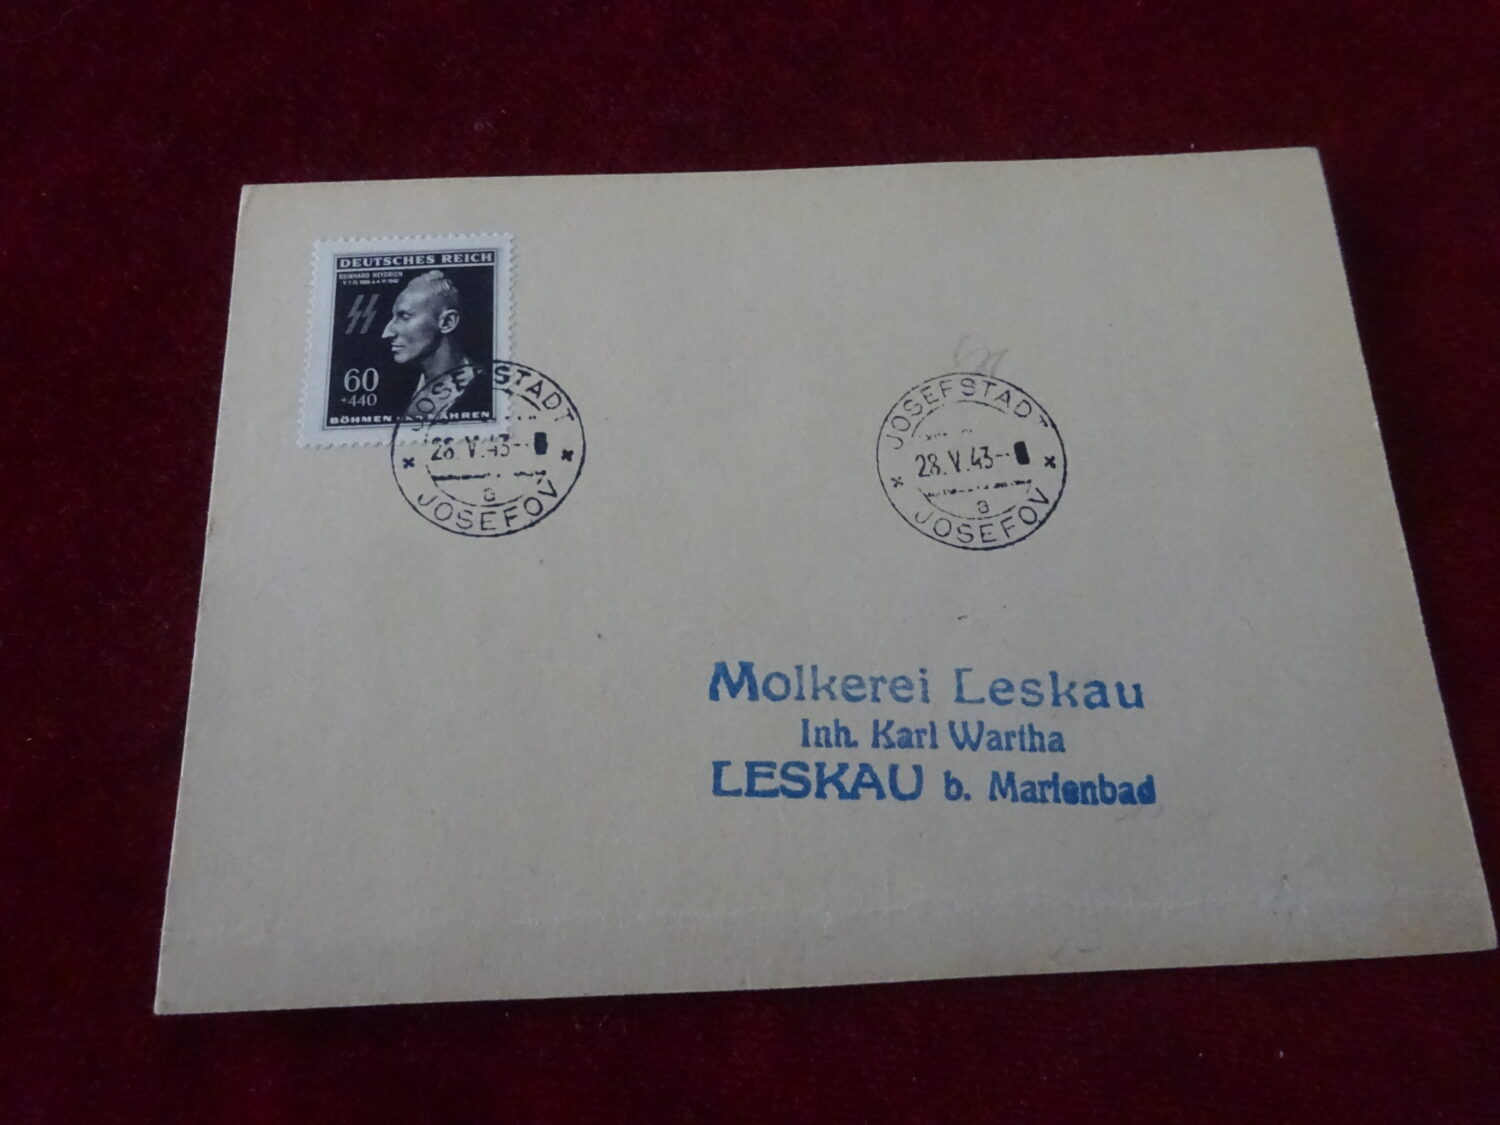 DEUTSCHES REICH
REINHARD HEYDRICH
60
+440
BÖHMEN MÄHREN
JOSEFSTADT
28.V.43
a
JOSEFOV
JOSEFSTADT
28.V.43
a
JOSEFOV
Molkerei Leskau
Inh. Karl Wartha
LESKAU b. Marienbad